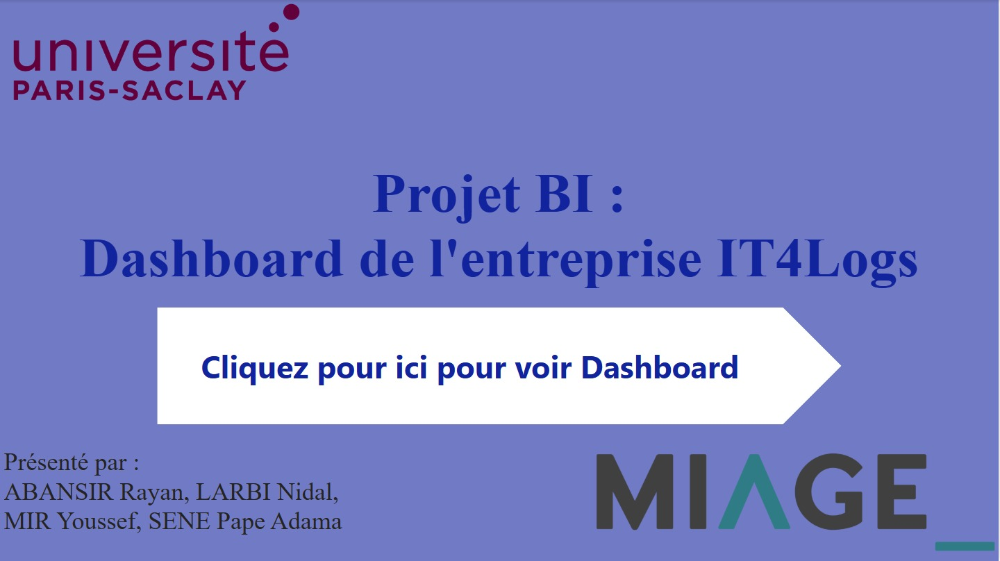 université
PARIS-SACLAY
Projet BI :
Dashboard de l'entreprise IT4Logs
Cliquez pour ici pour voir Dashboard
Présenté par :
ABANSIR Rayan, LARBI Nidal,
MIR Youssef, SENE Pape Adama
MIAGE_